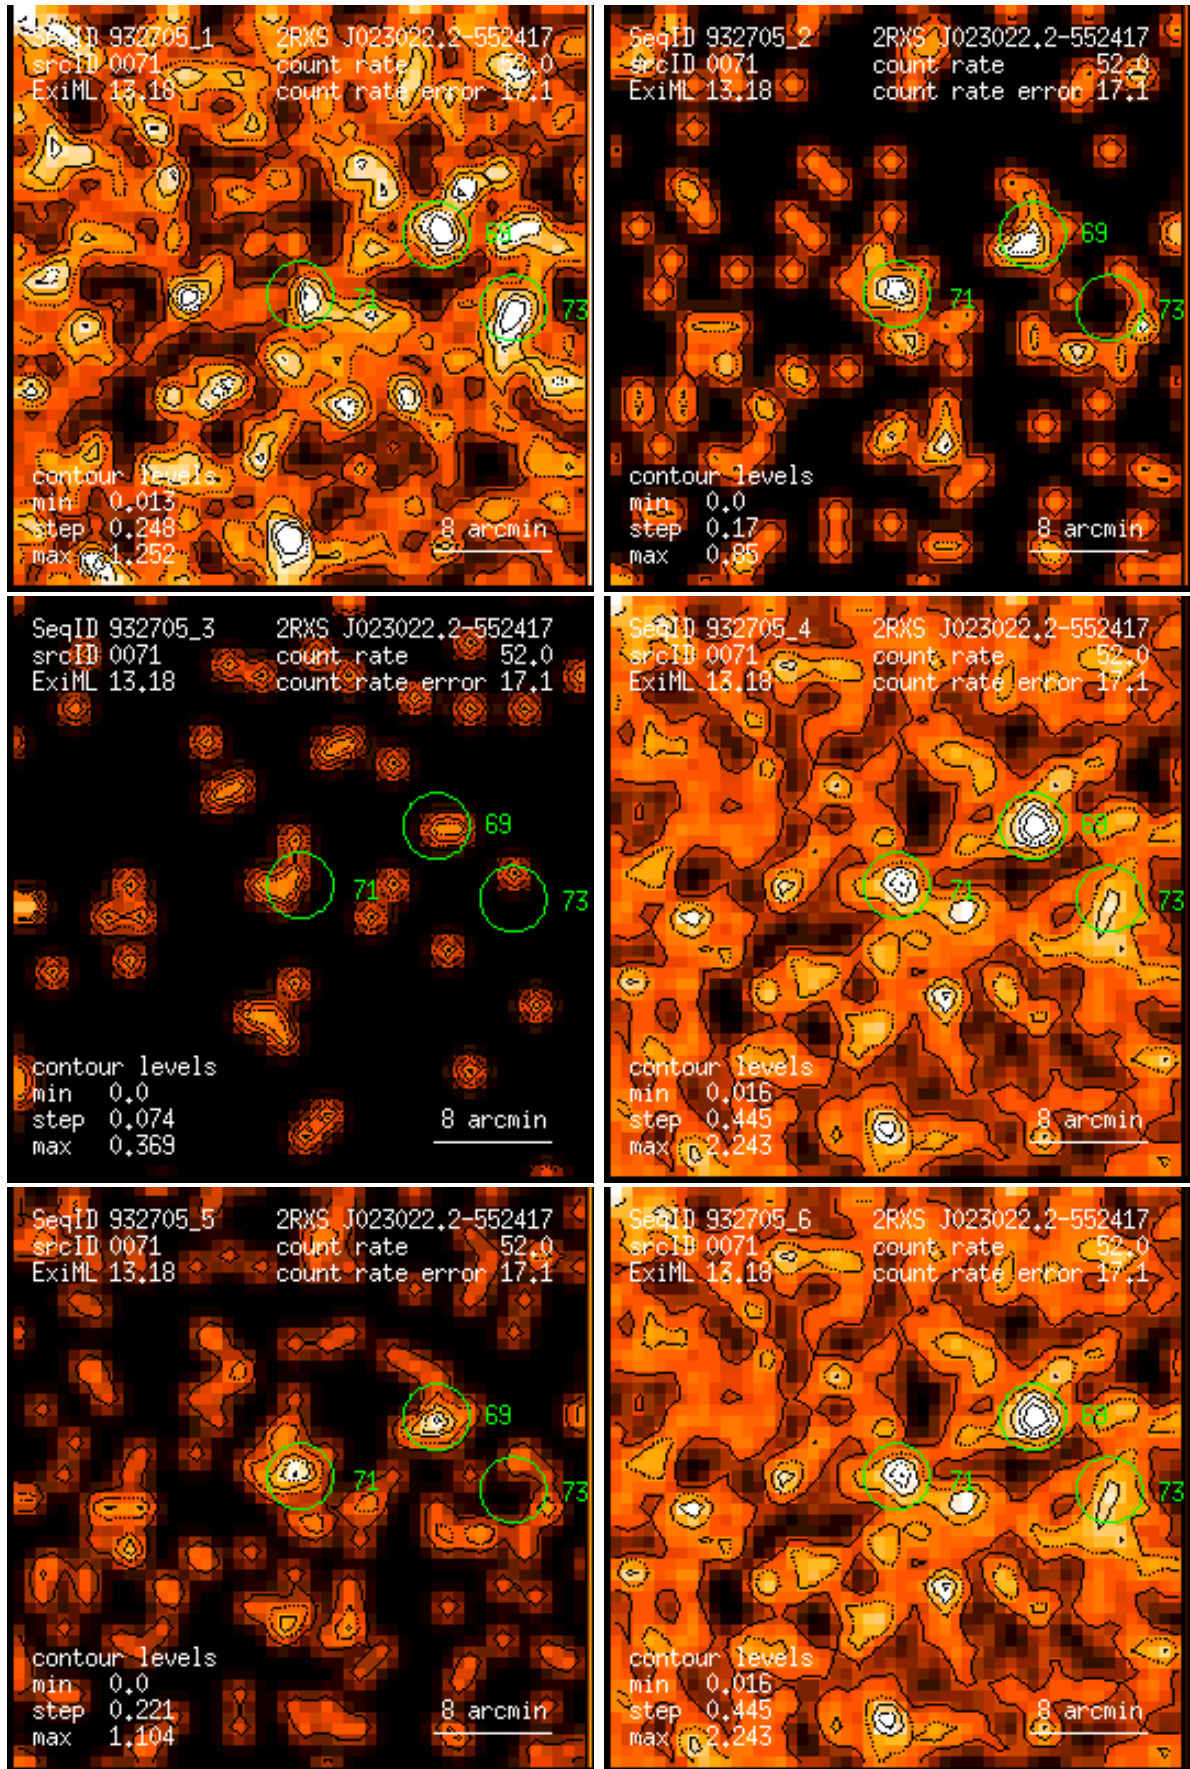 SeqID 932705_1 2RXS J023022.2-552417
srcID 0071 count rate 52.0
ExiML 13.18 count rate error 17.1
69
71
73
contour levels
min 0.013
step 0.248 8 arcmin
max 1.252
SeqID 932705_2 2RXS J023022.2-552417
srcID 0071 count rate 52.0
ExiML 13.18 count rate error 17.1
69
71
73
contour levels
min 0.0
step 0.17 8 arcmin
max 0.85
SeqID 932705_3 2RXS J023022.2-552417
srcID 0071 count rate 52.0
ExiML 13.18 count rate error 17.1
69
71
73
contour levels
min 0.0
step 0.074 8 arcmin
max 0.369
SeqID 932705_4 2RXS J023022.2-552417
srcID 0071 count rate 52.0
ExiML 13.18 count rate error 17.1
69
71
73
contour levels
min 0.016
step 0.445 8 arcmin
max 2.243
SeqID 932705_5 2RXS J023022.2-552417
srcID 0071 count rate 52.0
ExiML 13.18 count rate error 17.1
69
71
73
contour levels
min 0.0
step 0.221 8 arcmin
max 1.104
SeqID 932705_6 2RXS J023022.2-552417
srcID 0071 count rate 52.0
ExiML 13.18 count rate error 17.1
69
71
73
contour levels
min 0.016
step 0.445 8 arcmin
max 2.243